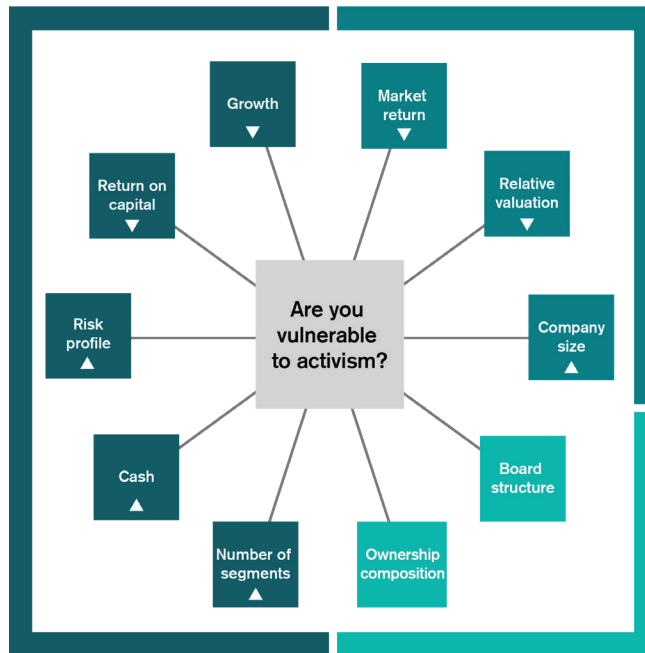 Growth
▼
Market
return
▼
Return on
capital
▼
Relative
valuation
▼
Are you
vulnerable
to activism?
Risk
profile
▲
Company
size
▲
Cash
▲
Board
structure
Number of
segments
▲
Ownership
composition